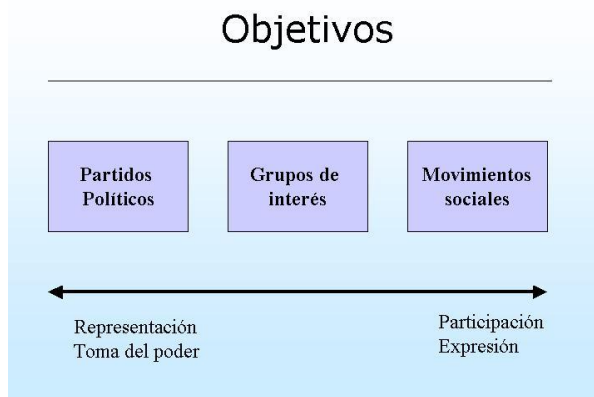 Objetivos
Partidos
Políticos
Grupos de
interés
Movimientos
sociales
Representación
Toma del poder
Participación
Expresión